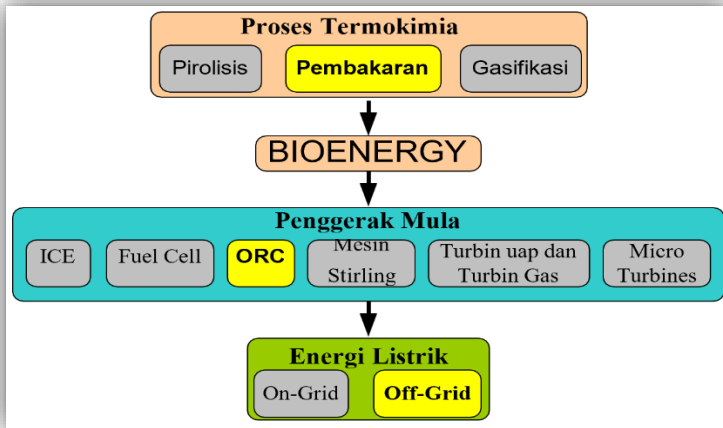 Proses Termokimia
Pirolisis
Pembakaran
Gasifikasi
BIOENERGY
Penggerak Mula
ICE
Fuel Cell
ORC
Mesin
Stirling
Turbin uap dan
Turbin Gas
Micro
Turbines
Energi Listrik
On-Grid
Off-Grid